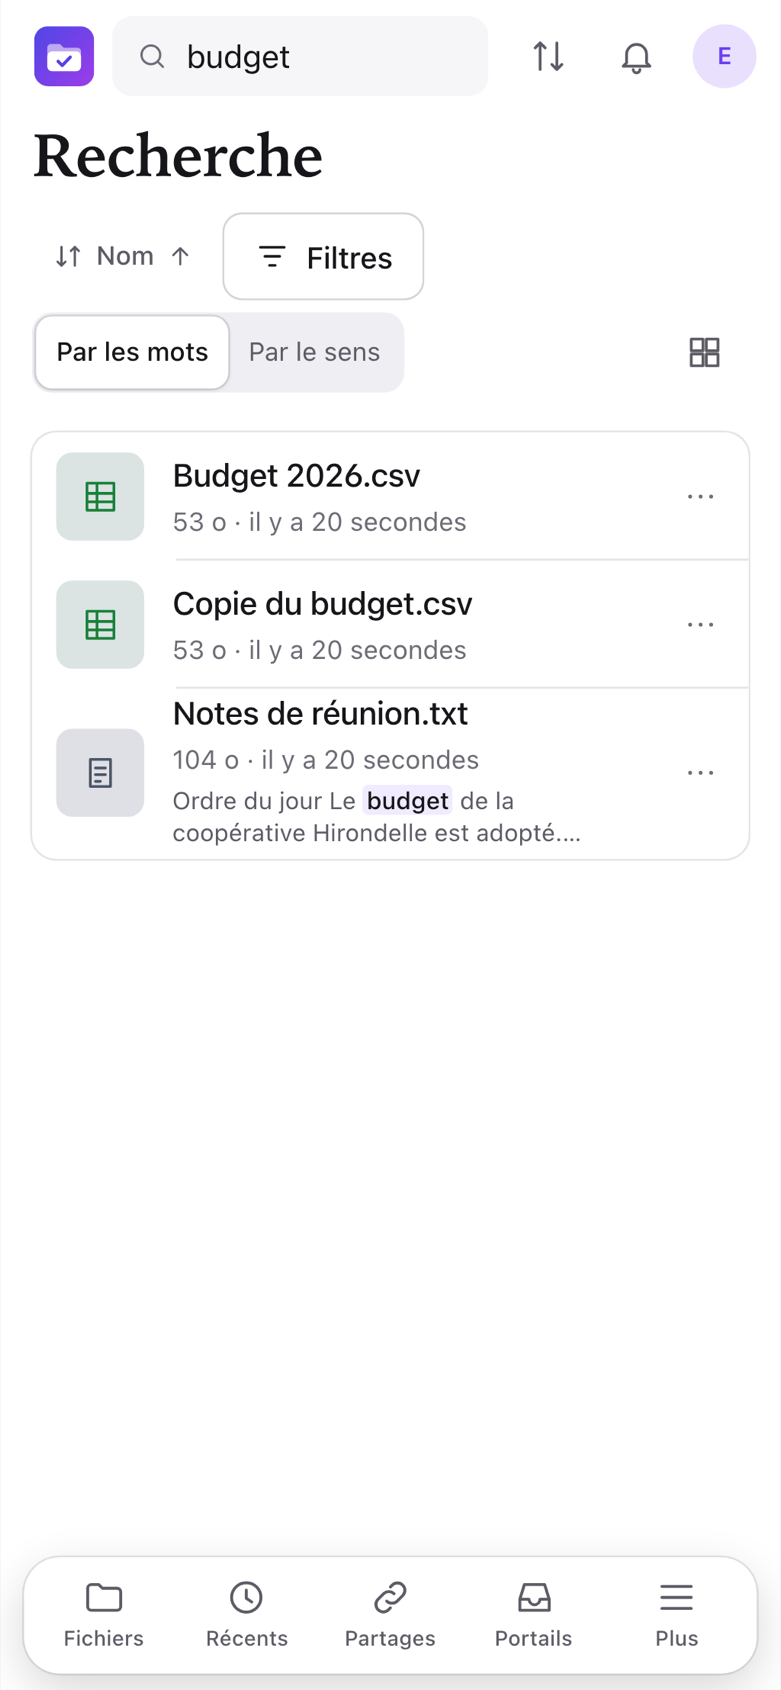 budget
E
Recherche
Nom
Filtres
Par les mots
Par le sens
Budget 2026.csv
53 o · il y a 20 secondes
Copie du budget.csv
53 o · il y a 20 secondes
Notes de réunion.txt
104 o · il y a 20 secondes
Ordre du jour Le budget de la
coopérative Hirondelle est adopté.…
Fichiers
Récents
Partages
Portails
Plus